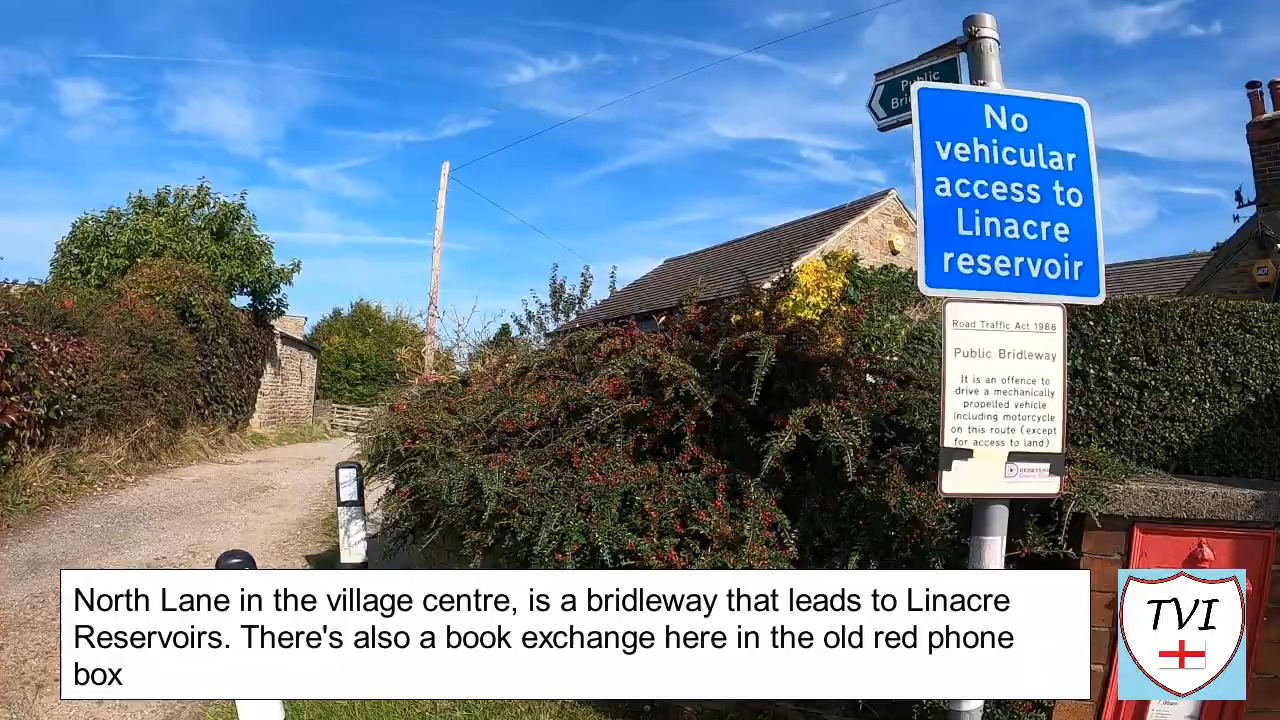 Public
No
vehicular
access to
Linacre
reservoir
Road Traffic Act 1988
Public Bridleway
It is an offence to
drive a mechanically
propelled vehicle
including motorcycle
on this route (except
for access to land)
North Lane in the village centre, is a bridleway that leads to Linacre
Reservoirs. There's also a book exchange here in the old red phone
box
TVI